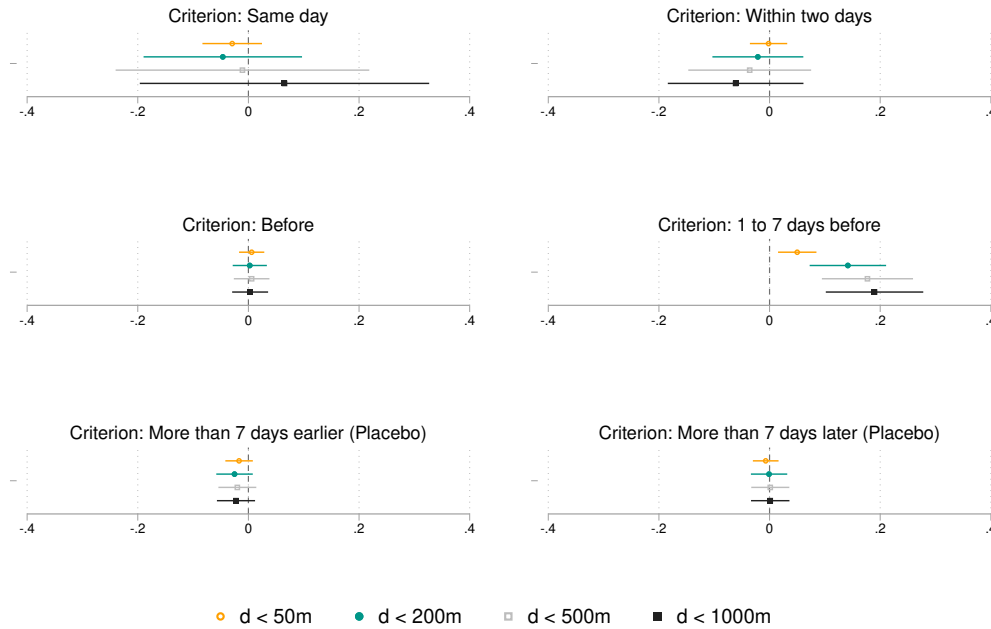 Criterion: Same day
-.4 -.2 0 .2 .4
Criterion: Within two days
-.4 -.2 0 .2 .4
Criterion: Before
-.4 -.2 0 .2 .4
Criterion: 1 to 7 days before
-.4 -.2 0 .2 .4
Criterion: More than 7 days earlier (Placebo)
-.4 -.2 0 .2 .4
Criterion: More than 7 days later (Placebo)
-.4 -.2 0 .2 .4
d < 50m d < 200m d < 500m d < 1000m